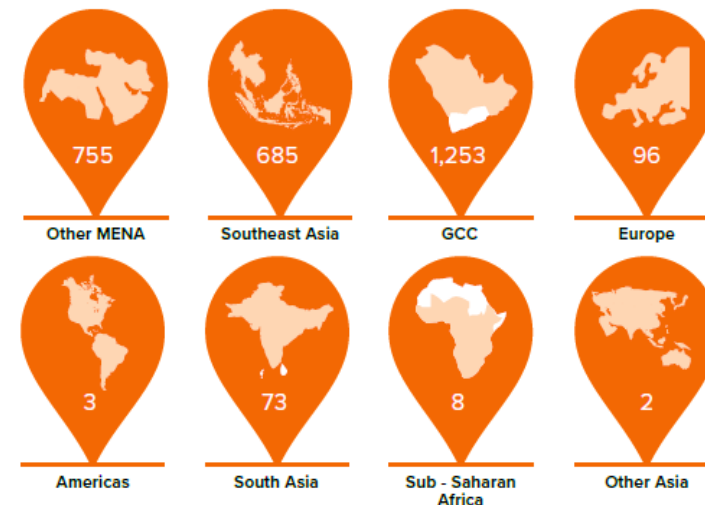 755
685
1,253
96
Other MENA
Southeast Asia
GCC
Europe
3
73
8
2
Americas
South Asia
Sub - Saharan
Africa
Other Asia